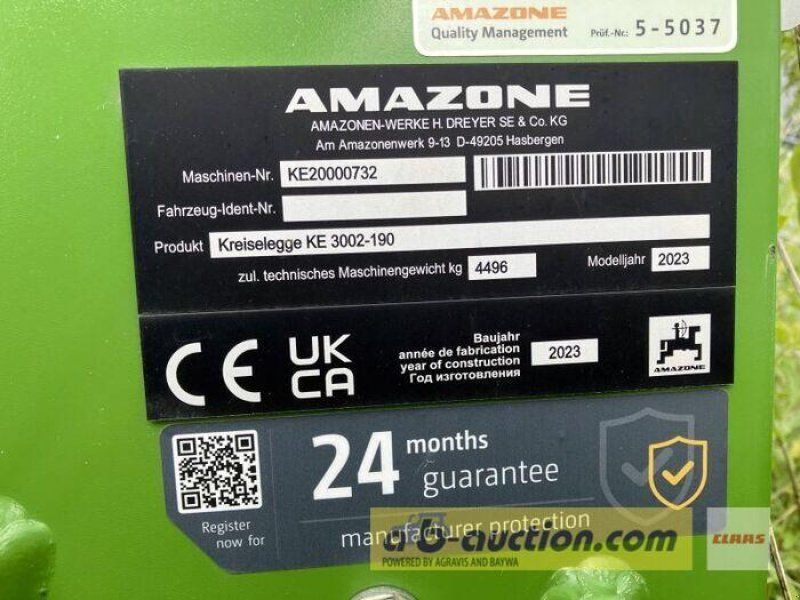 AMAZONE
Quality Management Prüf.-Nr.: 5-5037
AMAZONE
AMAZONEN-WERKE H. DREYER SE & Co. KG
Am Amazonenwerk 9-13 D-49205 Hasbergen
Maschinen-Nr. KE20000732
Fahrzeug-Ident-Nr.
Produkt Kreiselegge KE 3002-190
zul. technisches Maschinengewicht kg 4496 Modelljahr 2023
CE UK CA
Baujahr
année de fabrication
year of construction
Год изготовления
2023
AMAZONE
24 months
guarantee
manufacturer protection
Register
now for
ab-auction.com
POWERED BY AGRAVIS AND BAYWA
CLAAS